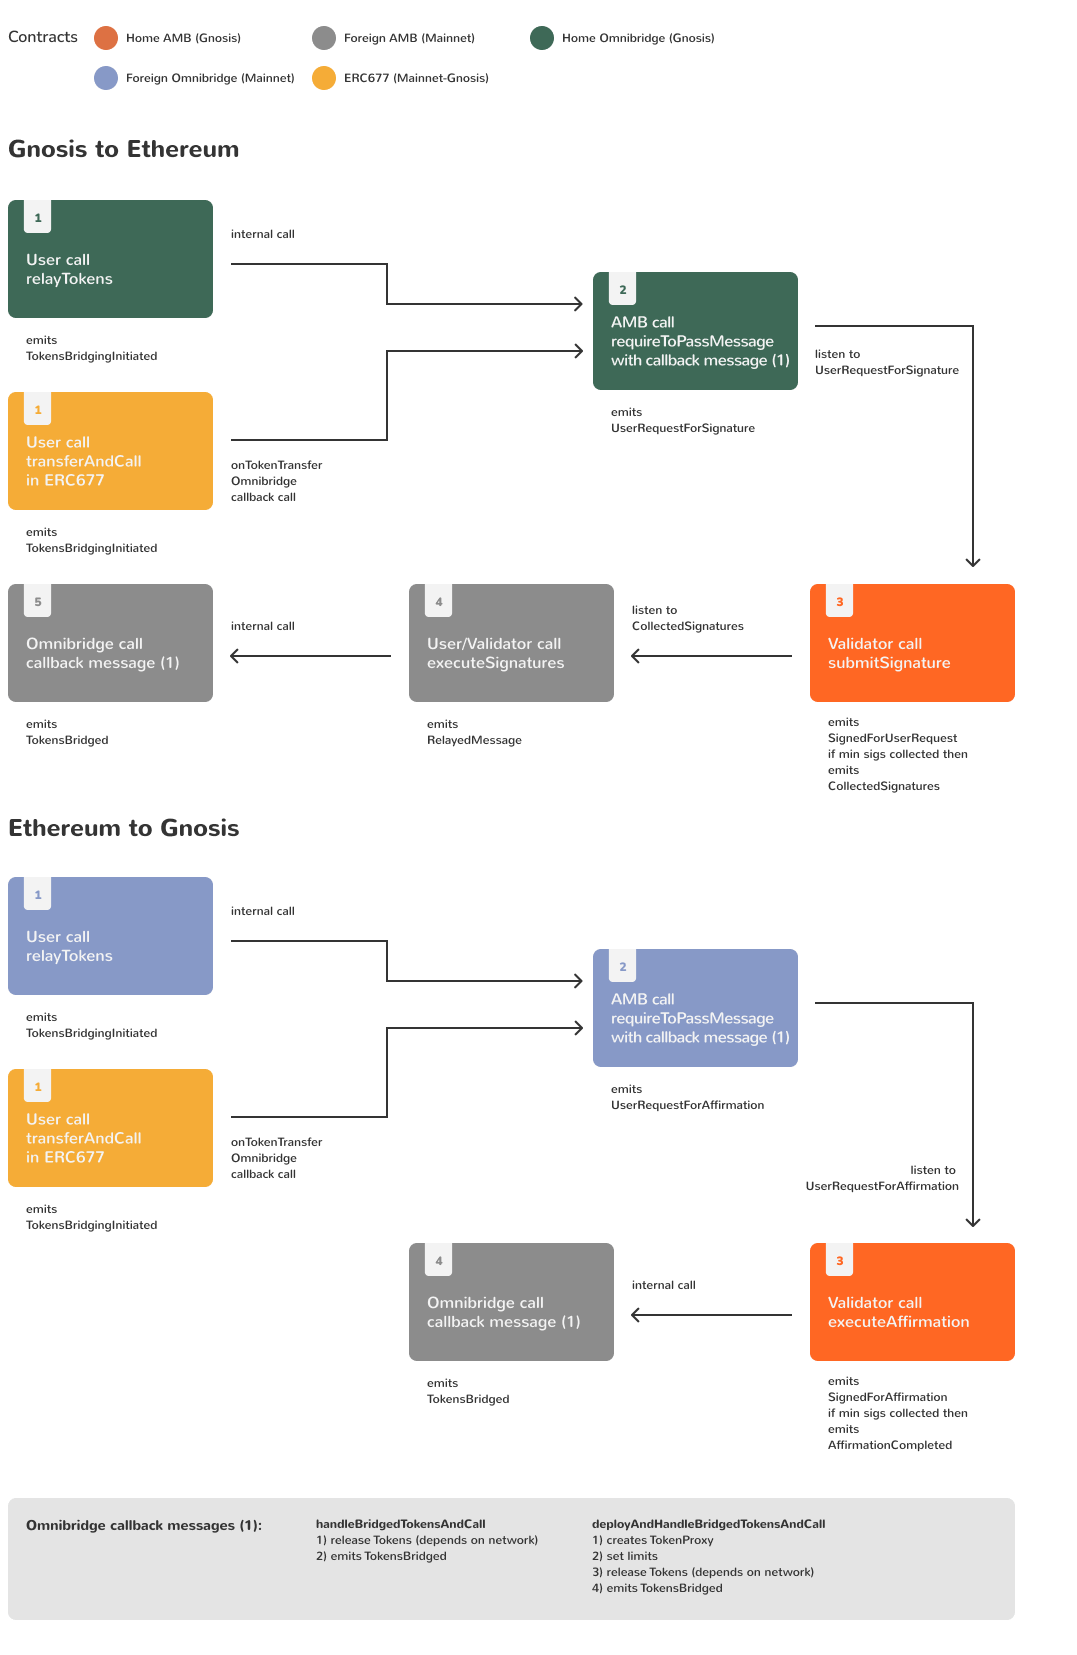 Contracts
Home AMB (Gnosis)
Foreign AMB (Mainnet)
Home Omnibridge (Gnosis)
Foreign Omnibridge (Mainnet)
ERC677 (Mainnet-Gnosis)
Gnosis to Ethereum
1
User call
relayTokens
emits
TokensBridgingInitiated
internal call
1
User call
transferAndCall
in ERC677
emits
TokensBridgingInitiated
onTokenTransfer
Omnibridge
callback call
2
AMB call
requireToPassMessage
with callback message (1)
emits
UserRequestForSignature
listen to
UserRequestForSignature
3
Validator call
submitSignature
emits
SignedForUserRequest
if min sigs collected then
emits
CollectedSignatures
listen to
CollectedSignatures
4
User/Validator call
executeSignatures
emits
RelayedMessage
internal call
5
Omnibridge call
callback message (1)
emits
TokensBridged
Ethereum to Gnosis
1
User call
relayTokens
emits
TokensBridgingInitiated
internal call
1
User call
transferAndCall
in ERC677
emits
TokensBridgingInitiated
onTokenTransfer
Omnibridge
callback call
2
AMB call
requireToPassMessage
with callback message (1)
emits
UserRequestForAffirmation
listen to
UserRequestForAffirmation
3
Validator call
executeAffirmation
emits
SignedForAffirmation
if min sigs collected then
emits
AffirmationCompleted
internal call
4
Omnibridge call
callback message (1)
emits
TokensBridged
Omnibridge callback messages (1):
handleBridgedTokensAndCall
1) release Tokens (depends on network)
2) emits TokensBridged
deployAndHandleBridgedTokensAndCall
1) creates TokenProxy
2) set limits
3) release Tokens (depends on network)
4) emits TokensBridged